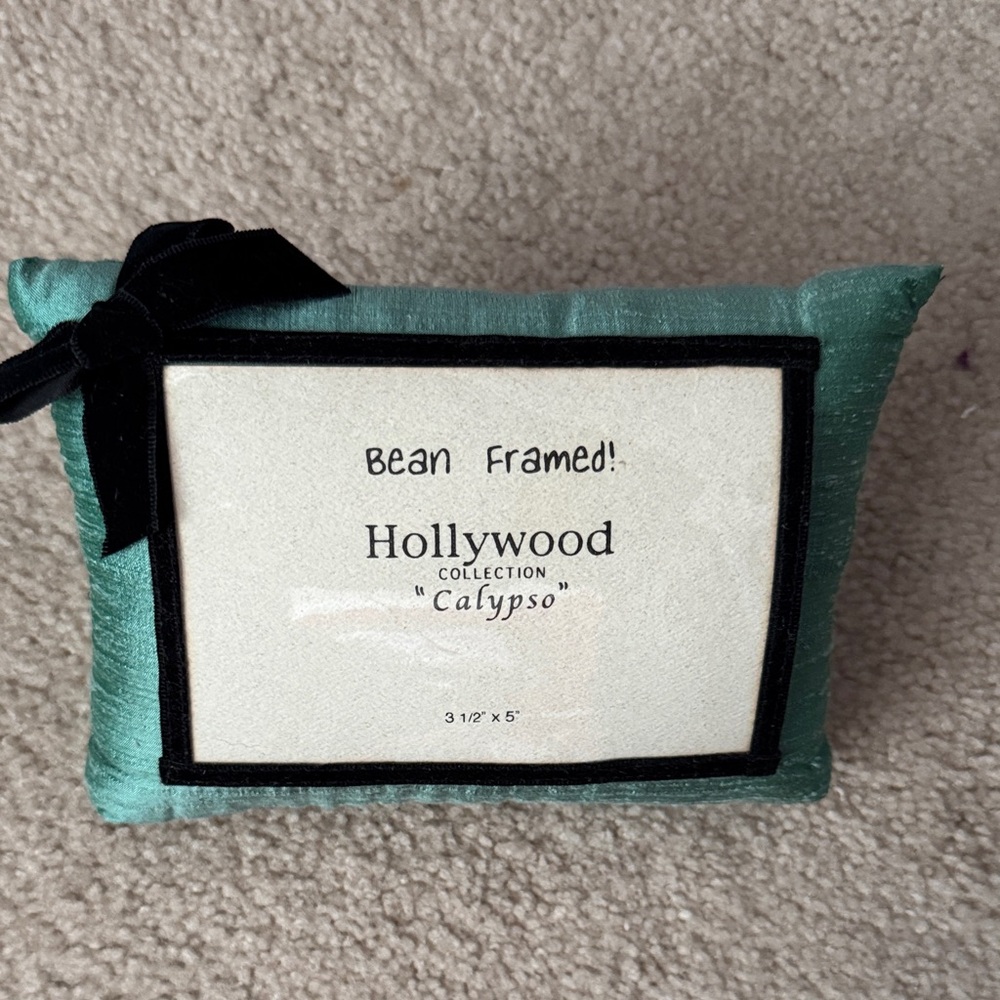 Bean Framed!
Hollywood
COLLECTION
"Calypso"
3 1/2" x 5"